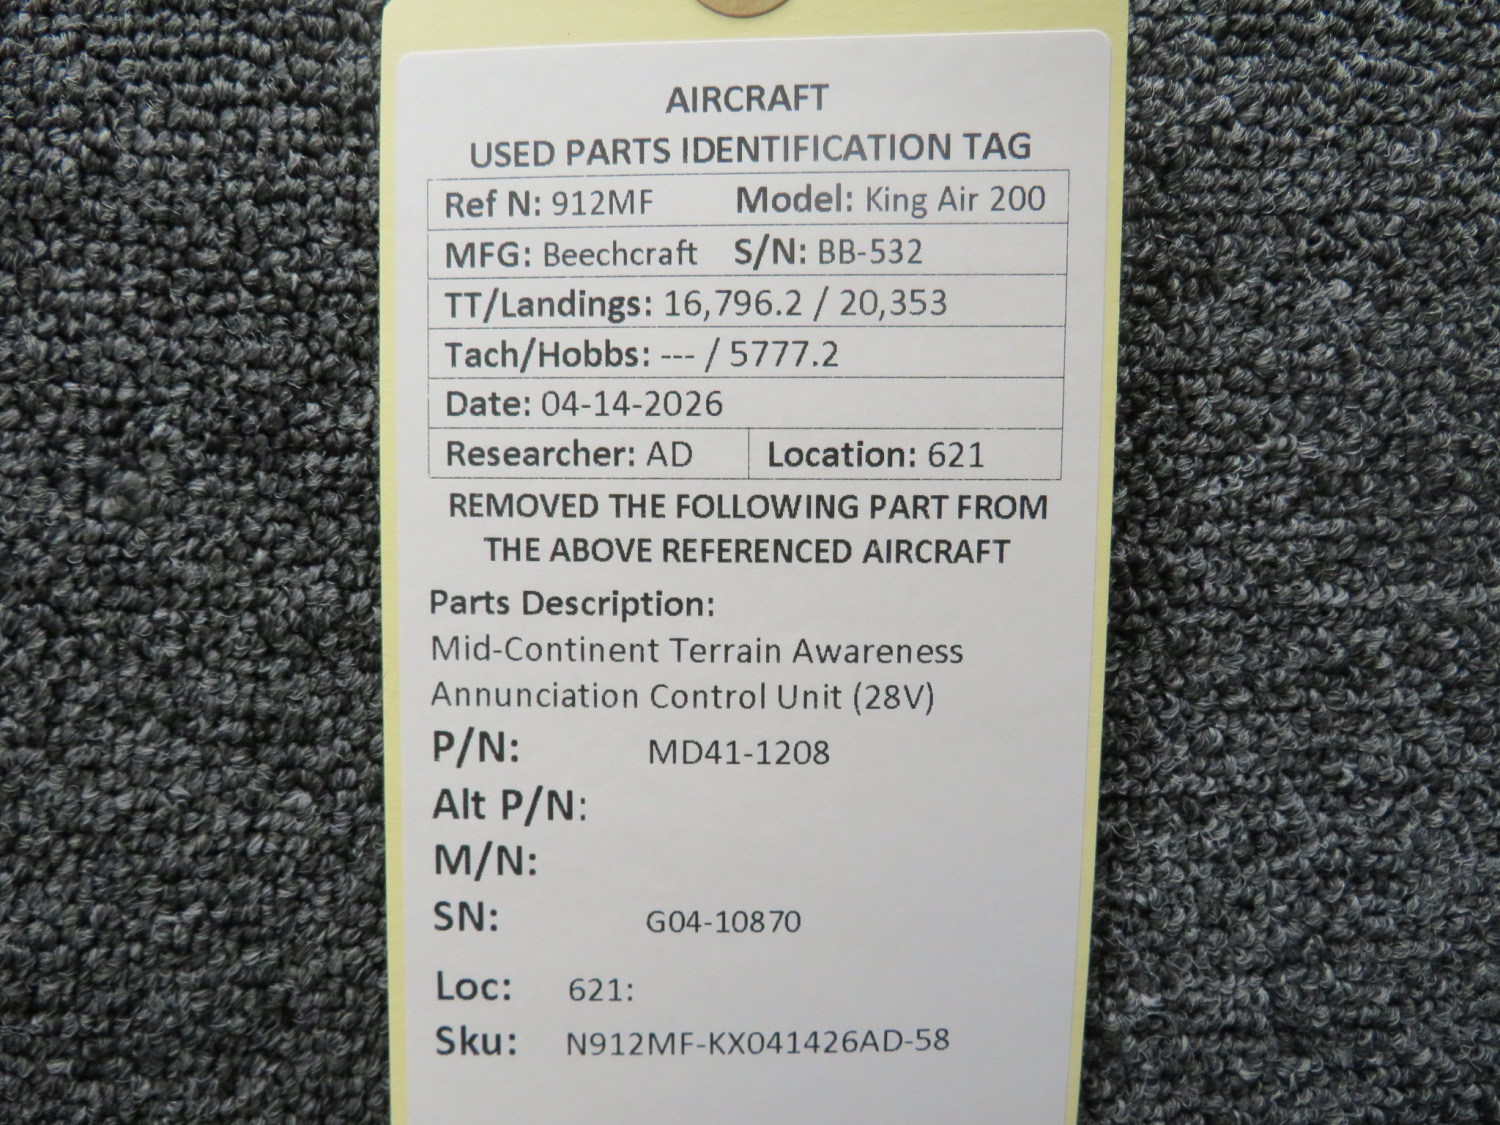 AIRCRAFT
USED PARTS IDENTIFICATION TAG
Ref N: 912MF Model: King Air 200
MFG: Beechcraft S/N: BB-532
TT/Landings: 16,796.2 / 20,353
Tach/Hobbs: --- / 5777.2
Date: 04-14-2026
Researcher: AD Location: 621
REMOVED THE FOLLOWING PART FROM
THE ABOVE REFERENCED AIRCRAFT
Parts Description:
Mid-Continent Terrain Awareness
Annunciation Control Unit (28V)
P/N: MD41-1208
Alt P/N:
M/N:
SN: G04-10870
Loc: 621:
Sku: N912MF-KX041426AD-58